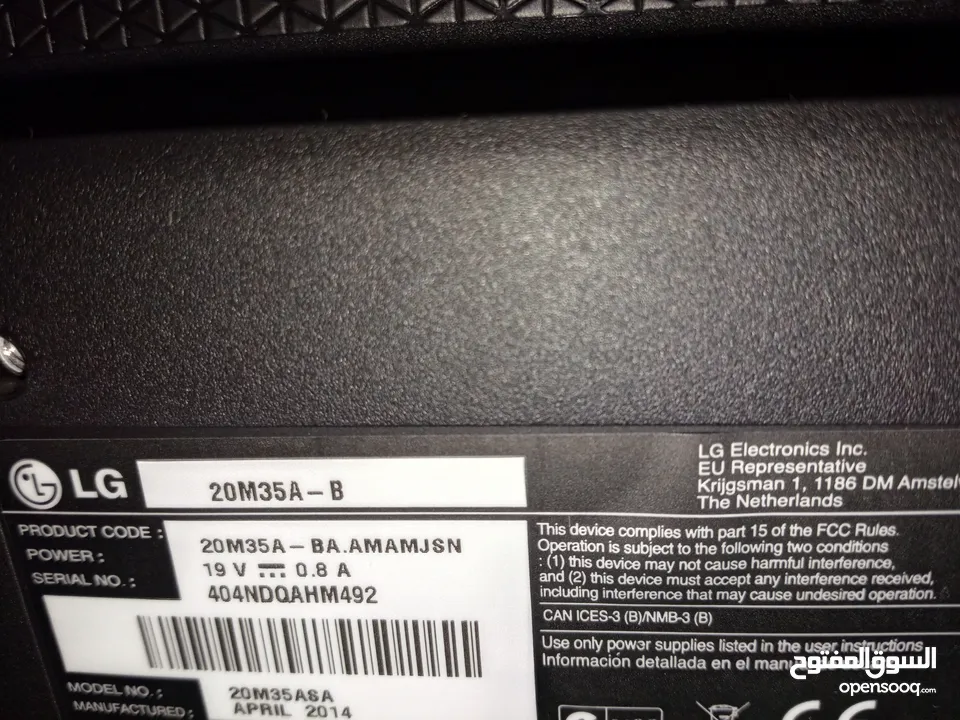 LG 20M35A-B
PRODUCT CODE : 20M35A-BA.AMAMJSN
POWER : 19 V 0.8 A
SERIAL NO. : 404NDQAHM492
MODEL NO. : 20M35ASA
MANUFACTURED : APRIL 2014
LG Electronics Inc.
EU Representative
Krijgsman 1, 1186 DM
The Netherlands
This device complies with part 15 of the FCC Rules.
Operation is subject to the following two conditions
: (1) this device may not cause harmful interference,
and (2) this device must accept any interference received,
including interference that may cause undesired operation.
CAN ICES-3 (B)/NMB-3 (B)
Use only power supplies listed in the user instructions
Información detallada en el
السوق المفتوح
opensooq.com